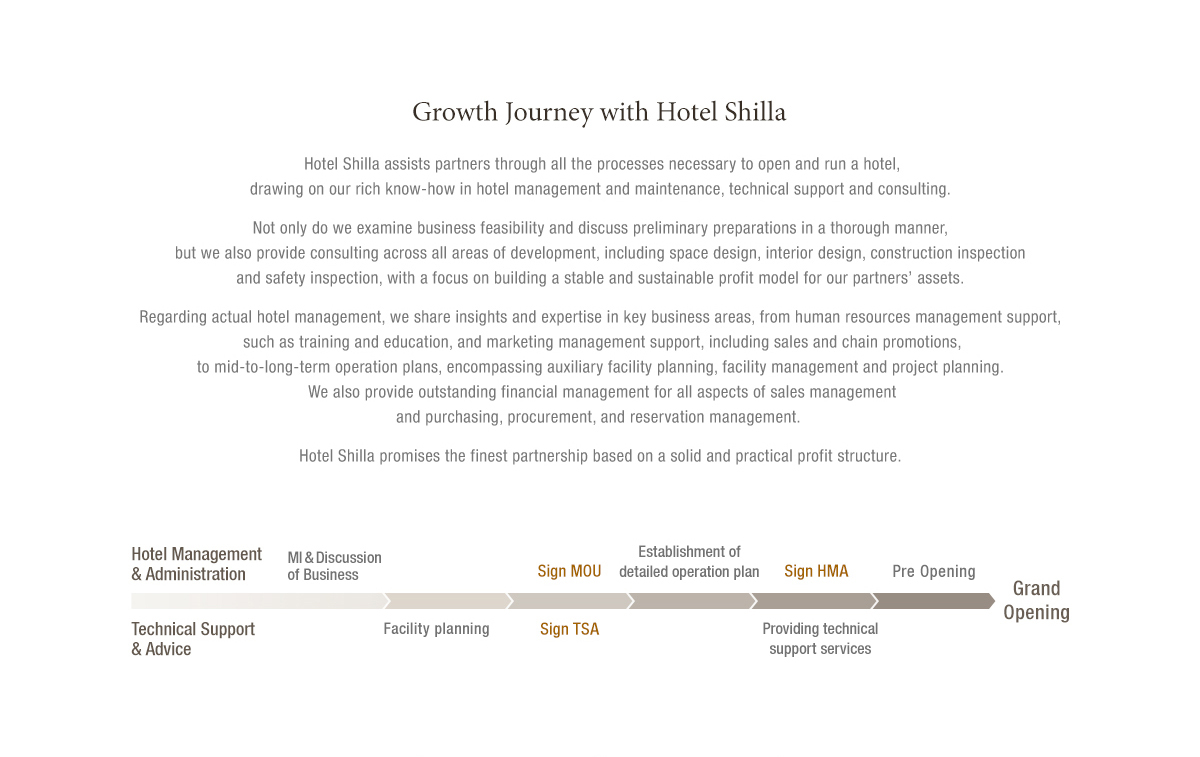 Growth Journey with Hotel Shilla
Hotel Shilla assists partners through all the processes necessary to open and run a hotel,
drawing on our rich know-how in hotel management and maintenance, technical support and consulting.
Not only do we examine business feasibility and discuss preliminary preparations in a thorough manner,
but we also provide consulting across all areas of development, including space design, interior design, construction inspection
and safety inspection, with a focus on building a stable and sustainable profit model for our partners' assets.
Regarding actual hotel management, we share insights and expertise in key business areas, from human resources management support,
such as training and education, and marketing management support, including sales and chain promotions,
to mid-to-long-term operation plans, encompassing auxiliary facility planning, facility management and project planning.
We also provide outstanding financial management for all aspects of sales management
and purchasing, procurement, and reservation management.
Hotel Shilla promises the finest partnership based on a solid and practical profit structure.
Hotel Management
& Administration
MI & Discussion
of Business
Sign MOU
Establishment of
detailed operation plan
Sign HMA
Pre Opening
Grand
Opening
Technical Support
& Advice
Facility planning
Sign TSA
Providing technical
support services